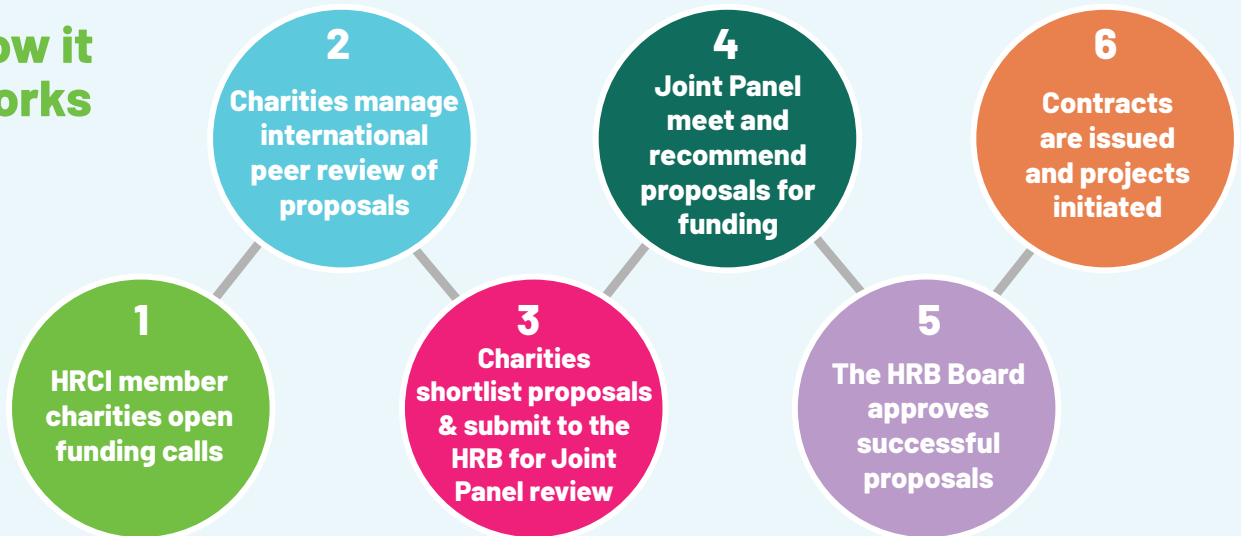 ow it
orks
1
HRCI member
charities open
funding calls
2
Charities manage
international
peer review of
proposals
3
Charities
shortlist proposals
& submit to the
HRB for Joint
Panel review
4
Joint Panel
meet and
recommend
proposals for
funding
5
The HRB Board
approves
successful
proposals
6
Contracts
are issued
and projects
initiated